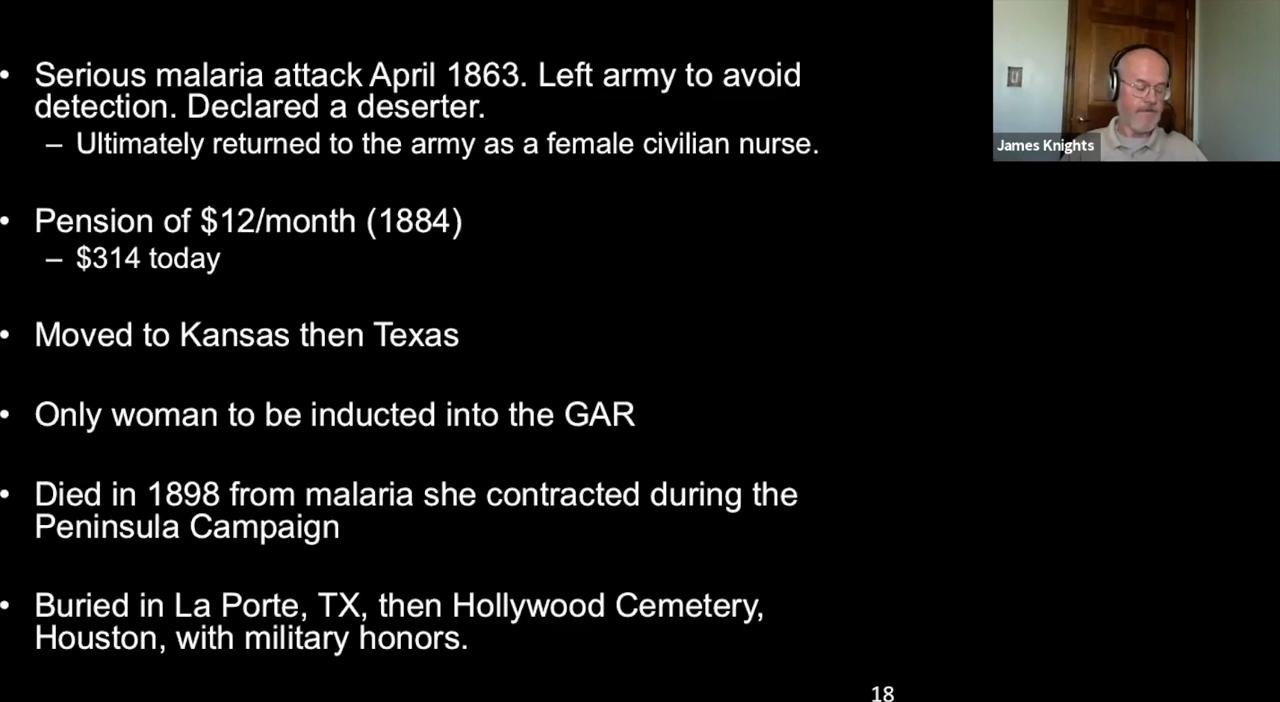 • Serious malaria attack April 1863. Left army to avoid
detection. Declared a deserter.
– Ultimately returned to the army as a female civilian nurse.
• Pension of $12/month (1884)
– $314 today
• Moved to Kansas then Texas
• Only woman to be inducted into the GAR
• Died in 1898 from malaria she contracted during the
Peninsula Campaign
• Buried in La Porte, TX, then Hollywood Cemetery,
Houston, with military honors.
18
James Knights